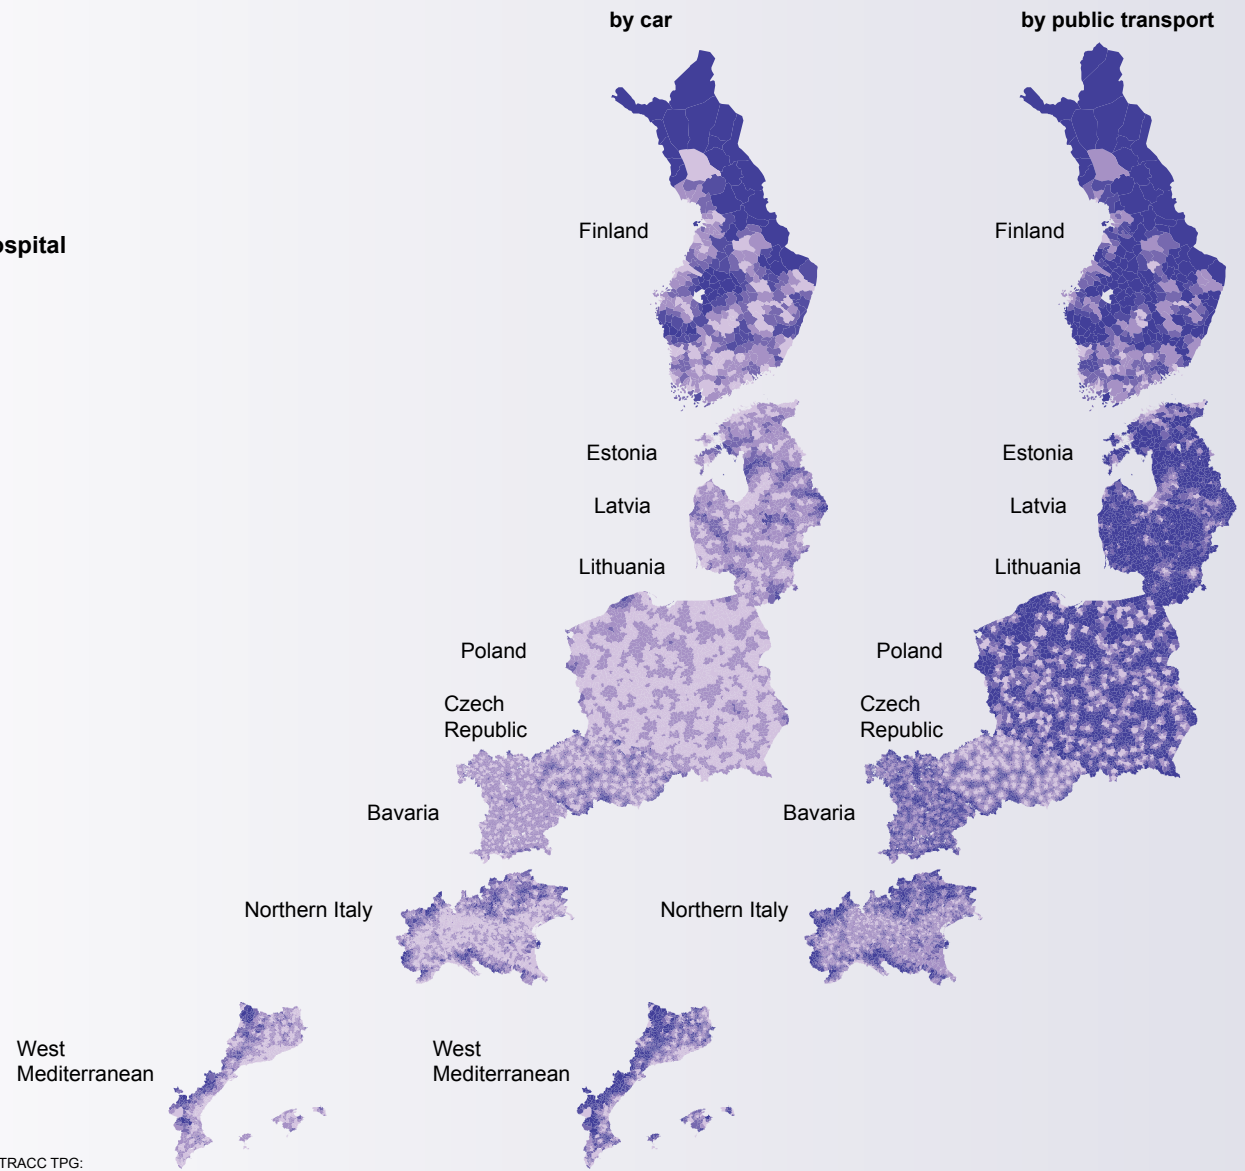 by car
by public transport
Finland
Finland
ospital
Estonia
Estonia
Latvia
Latvia
Lithuania
Lithuania
Poland
Poland
Czech
Republic
Czech
Republic
Bavaria
Bavaria
Northern Italy
Northern Italy
West
Mediterranean
West
Mediterranean
TRACC TPG: